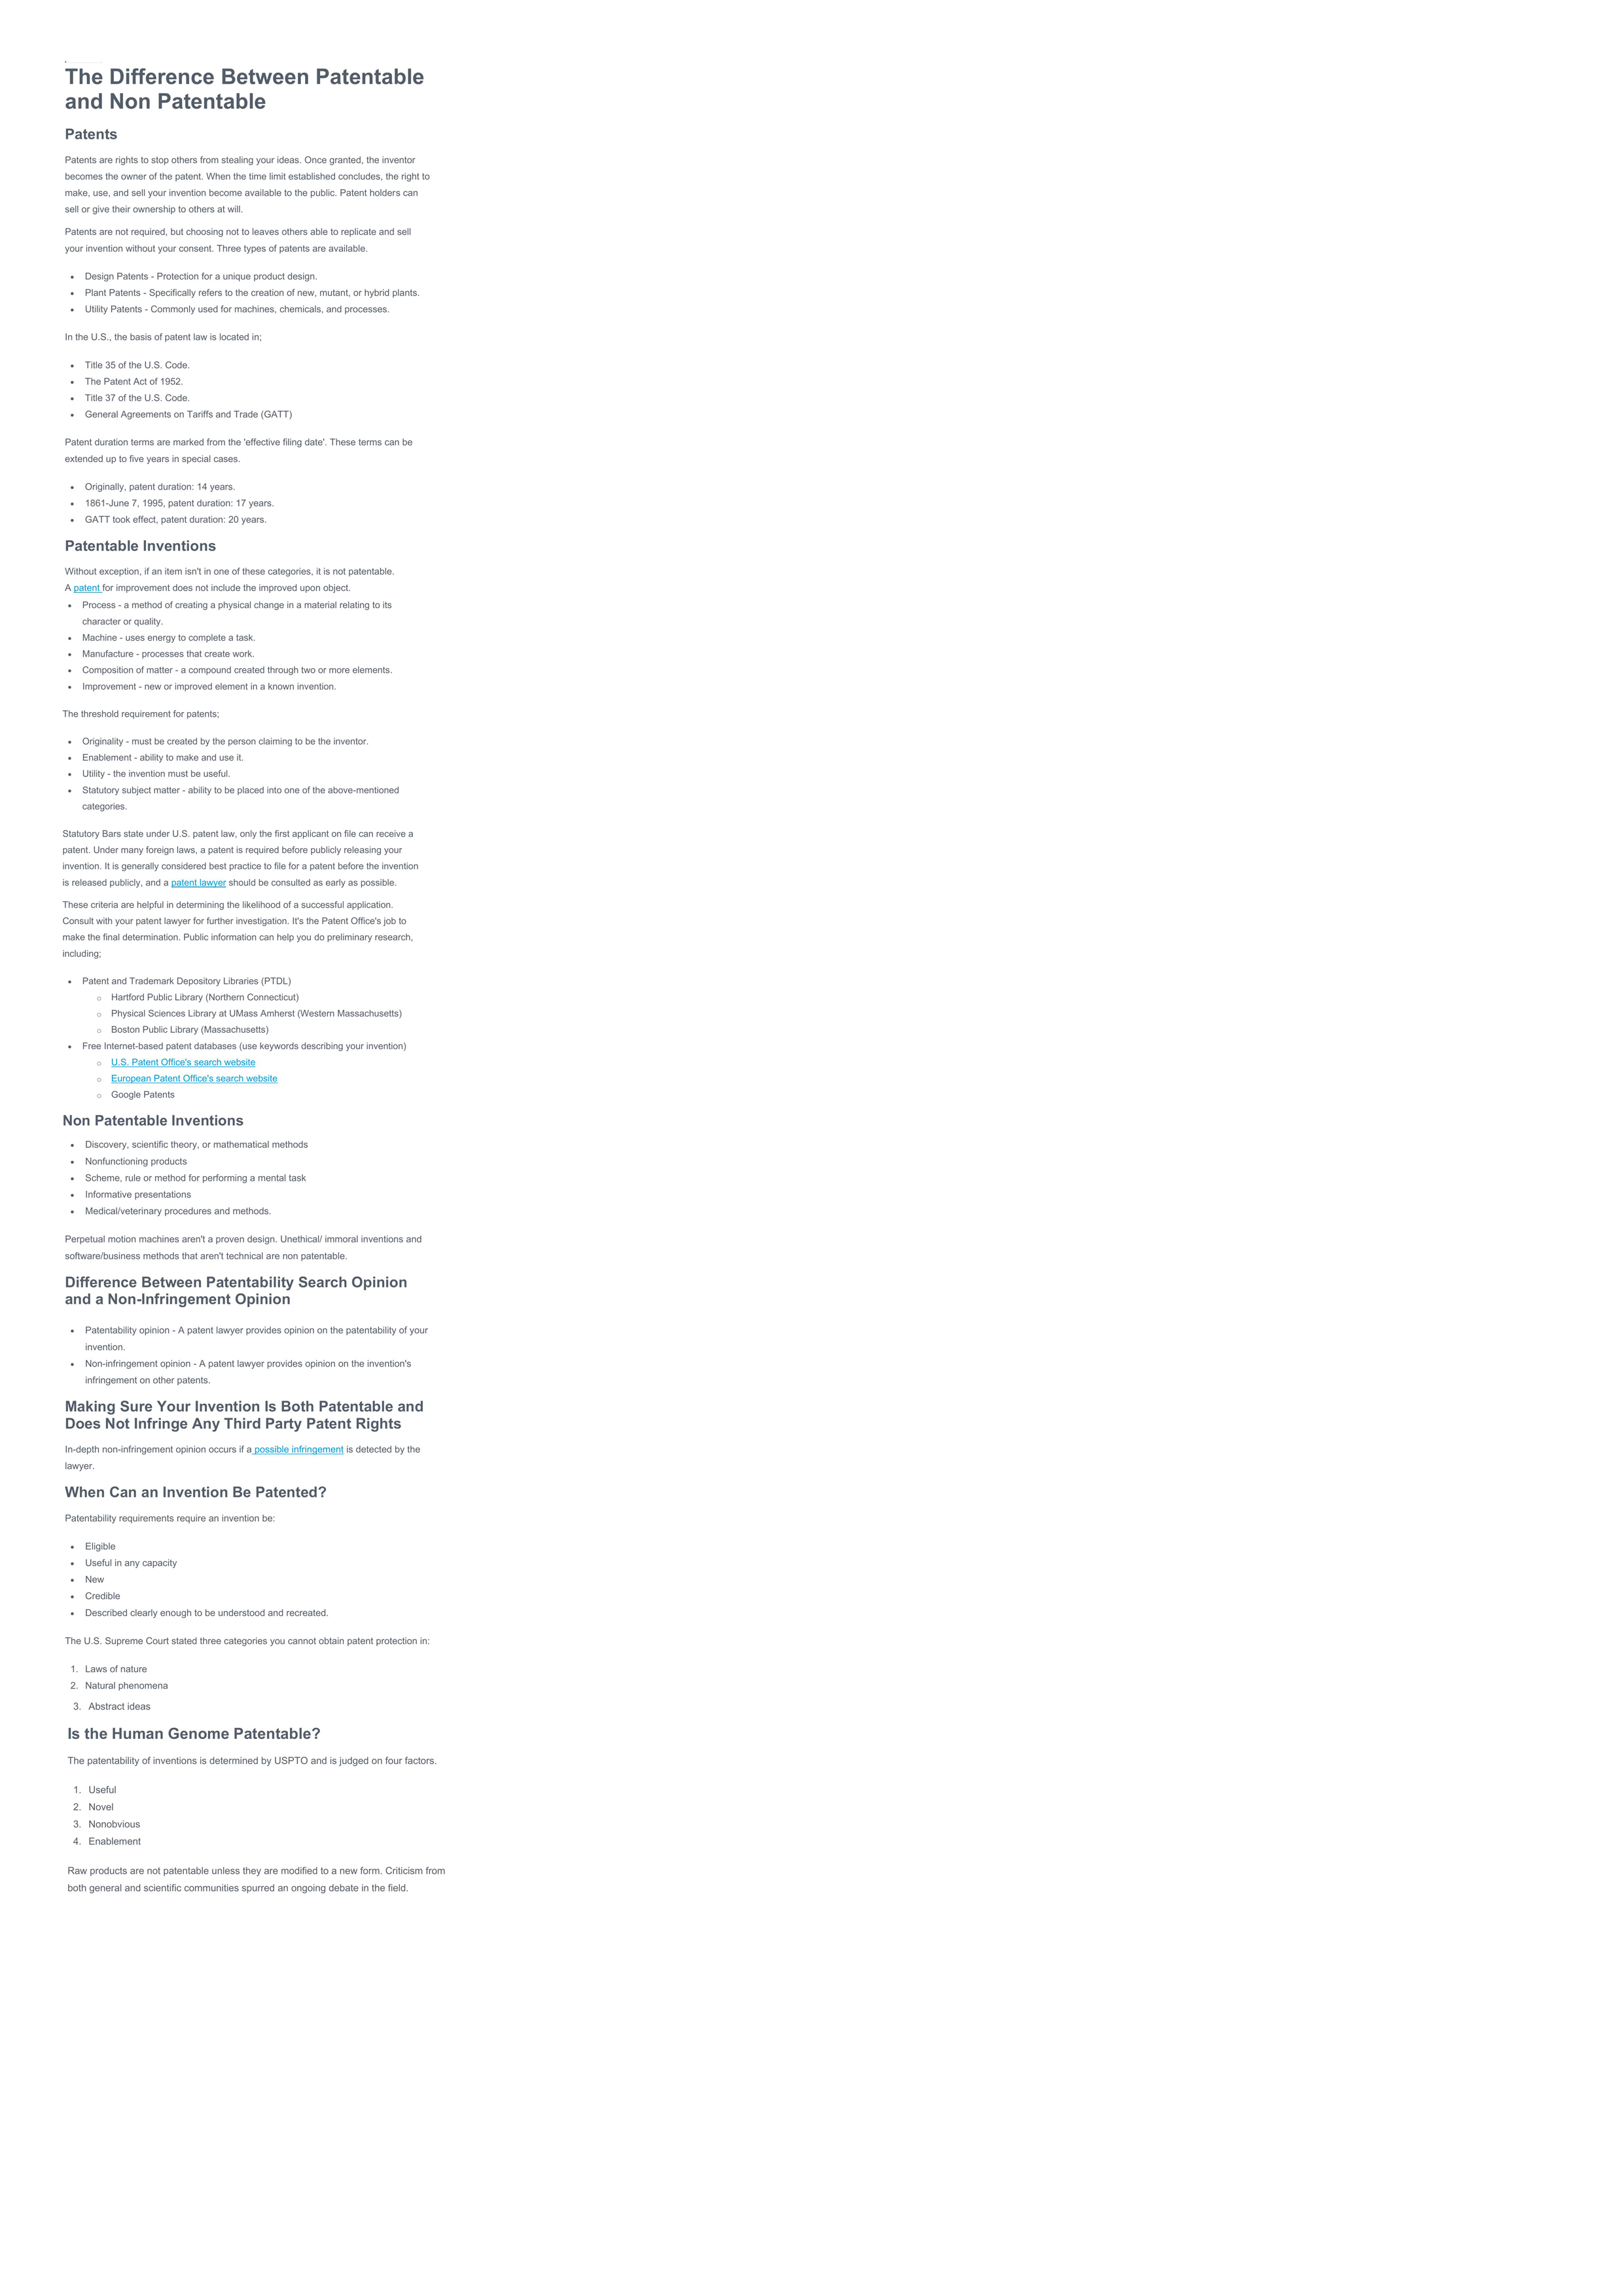 The Difference Between Patentable
and Non Patentable
Patents
Patents are rights to stop others from stealing your ideas. Once granted, the inventor
becomes the owner of the patent. When the time limit established concludes, the right to
make, use, and sell your invention become available to the public. Patent holders can
sell or give their ownership to others at will.
Patents are not required, but choosing not to leaves others able to replicate and sell
your invention without your consent. Three types of patents are available.
• Design Patents - Protection for a unique product design.
• Plant Patents - Specifically refers to the creation of new, mutant, or hybrid plants.
• Utility Patents - Commonly used for machines, chemicals, and processes.
In the U.S., the basis of patent law is located in;
• Title 35 of the U.S. Code.
• The Patent Act of 1952.
• Title 37 of the U.S. Code.
• General Agreements on Tariffs and Trade (GATT)
Patent duration terms are marked from the 'effective filing date'. These terms can be
extended up to five years in special cases.
• Originally, patent duration: 14 years.
• 1861-June 7, 1995, patent duration: 17 years.
• GATT took effect, patent duration: 20 years.
Patentable Inventions
Without exception, if an item isn't in one of these categories, it is not patentable.
A patent for improvement does not include the improved upon object.
• Process - a method of creating a physical change in a material relating to its
character or quality.
• Machine - uses energy to complete a task.
• Manufacture - processes that create work.
• Composition of matter - a compound created through two or more elements.
• Improvement - new or improved element in a known invention.
The threshold requirement for patents;
• Originality - must be created by the person claiming to be the inventor.
• Enablement - ability to make and use it.
• Utility - the invention must be useful.
• Statutory subject matter - ability to be placed into one of the above-mentioned
categories.
Statutory Bars state under U.S. patent law, only the first applicant on file can receive a
patent. Under many foreign laws, a patent is required before publicly releasing your
invention. It is generally considered best practice to file for a patent before the invention
is released publicly, and a patent lawyer should be consulted as early as possible.
These criteria are helpful in determining the likelihood of a successful application.
Consult with your patent lawyer for further investigation. It's the Patent Office's job to
make the final determination. Public information can help you do preliminary research,
including;
• Patent and Trademark Depository Libraries (PTDL)
o Hartford Public Library (Northern Connecticut)
o Physical Sciences Library at UMass Amherst (Western Massachusetts)
o Boston Public Library (Massachusetts)
• Free Internet-based patent databases (use keywords describing your invention)
o U.S. Patent Office's search website
o European Patent Office's search website
o Google Patents
Non Patentable Inventions
• Discovery, scientific theory, or mathematical methods
• Nonfunctioning products
• Scheme, rule or method for performing a mental task
• Informative presentations
• Medical/veterinary procedures and methods.
Perpetual motion machines aren't a proven design. Unethical/ immoral inventions and
software/business methods that aren't technical are non patentable.
Difference Between Patentability Search Opinion
and a Non-Infringement Opinion
• Patentability opinion - A patent lawyer provides opinion on the patentability of your
invention.
• Non-infringement opinion - A patent lawyer provides opinion on the invention's
infringement on other patents.
Making Sure Your Invention Is Both Patentable and
Does Not Infringe Any Third Party Patent Rights
In-depth non-infringement opinion occurs if a possible infringement is detected by the
lawyer.
When Can an Invention Be Patented?
Patentability requirements require an invention be:
• Eligible
• Useful in any capacity
• New
• Credible
• Described clearly enough to be understood and recreated.
The U.S. Supreme Court stated three categories you cannot obtain patent protection in:
1. Laws of nature
2. Natural phenomena
3. Abstract ideas
Is the Human Genome Patentable?
The patentability of inventions is determined by USPTO and is judged on four factors.
1. Useful
2. Novel
3. Nonobvious
4. Enablement
Raw products are not patentable unless they are modified to a new form. Criticism from
both general and scientific communities spurred an ongoing debate in the field.